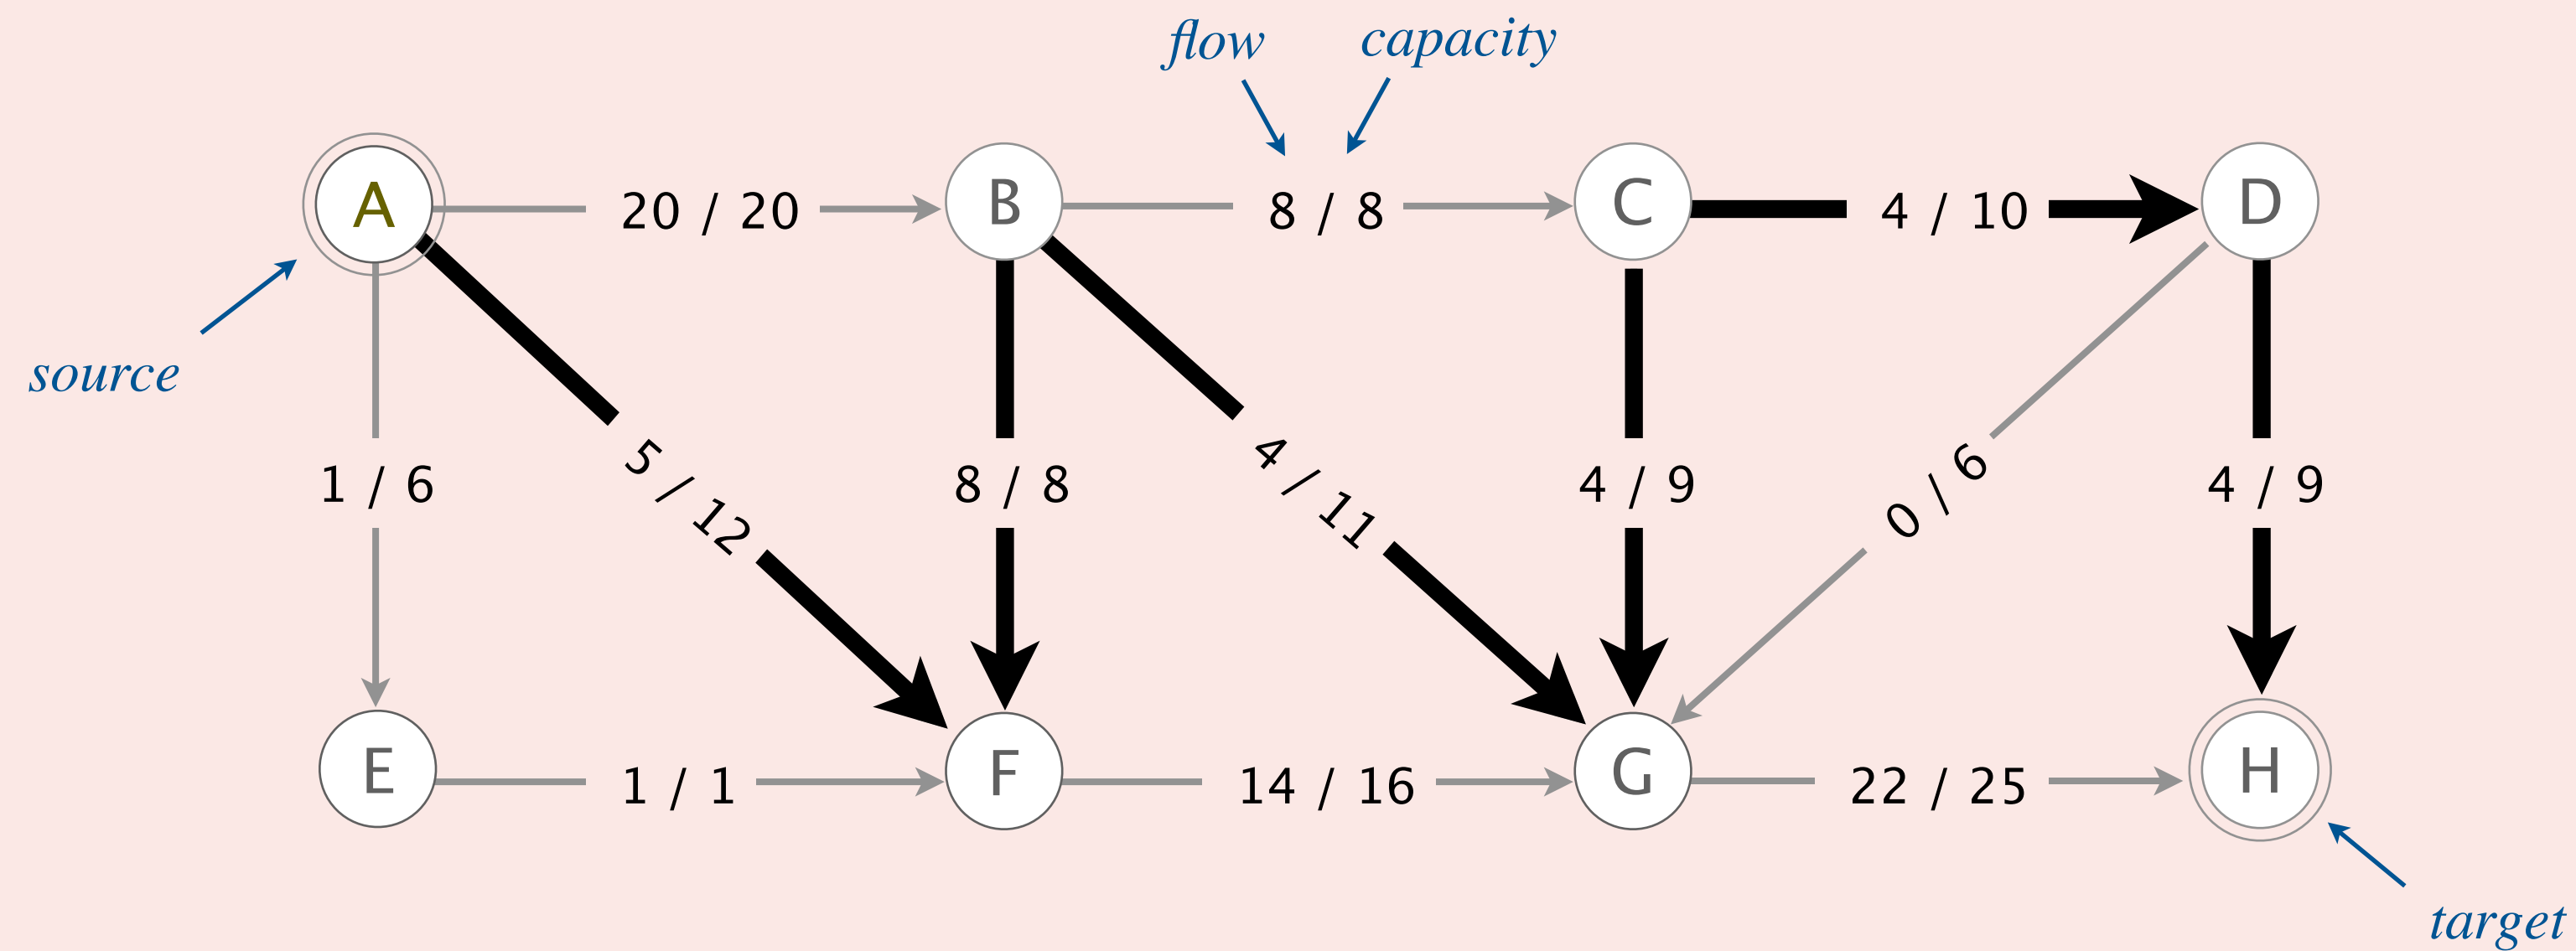 flow capacity
A 20 / 20 B 8 / 8 C 4 / 10 D
source
1 / 6 5 / 12 8 / 8 4 / 11 4 / 9 0 / 6 4 / 9
E 1 / 1 F 14 / 16 G 22 / 25 H
target